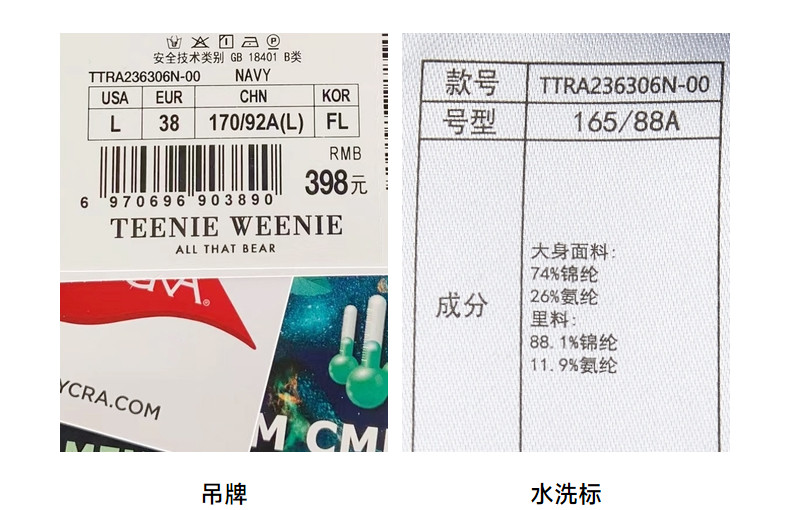 安全技术类别 GB 18401 B类
TTRA236306N-00 NAVY
USA EUR CHN KOR
L 38 170/92A(L) FL
RMB
398元
6 970696 903890
TEENIE WEENIE
ALL THAT BEAR
YCRA.COM
M CM
款号 TTRA236306N-00
号型 165/88A
成分
大身面料:
74%锦纶
26%氨纶
里料:
88.1%锦纶
11.9%氨纶
吊牌 水洗标